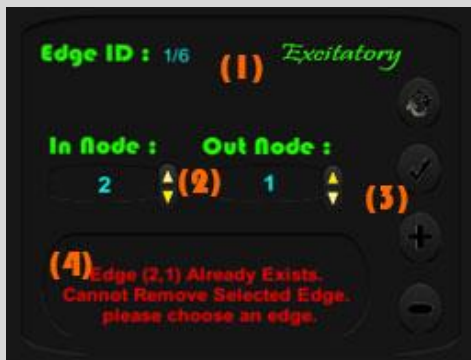 Edge ID : 1/6 (1) Excitatory
In Node : Out Node :
2 (2) 1 (3)
(4)
Edge (2,1) Already Exists.
Cannot Remove Selected Edge.
please choose an edge.